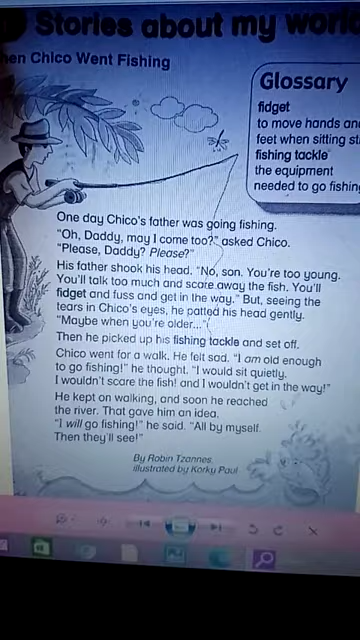 Stories about my world
hen Chico Went Fishing
Glossary
fidget
to move hands and
feet when sitting st
fishing tackle
the equipment
needed to go fishing
One day Chico's father was going fishing.
"Oh, Daddy, may I come too?" asked Chico.
"Please, Daddy? Please?"
His father shook his head. "No, son. You're too young.
You'll talk too much and scare away the fish. You'll
fidget and fuss and get in the way." But, seeing the
tears in Chico's eyes, he patted his head gently.
"Maybe when you're older..."
Then he picked up his fishing tackle and set off.
Chico went for a walk. He felt sad. "I am old enough
to go fishing!" he thought. "I would sit quietly.
I wouldn't scare the fish! and I wouldn't get in the way!"
He kept on walking, and soon he reached
the river. That gave him an idea.
"I will go fishing!" he said. "All by myself.
Then they'll see!"
By Robin Tzannes,
illustrated by Korky Paul